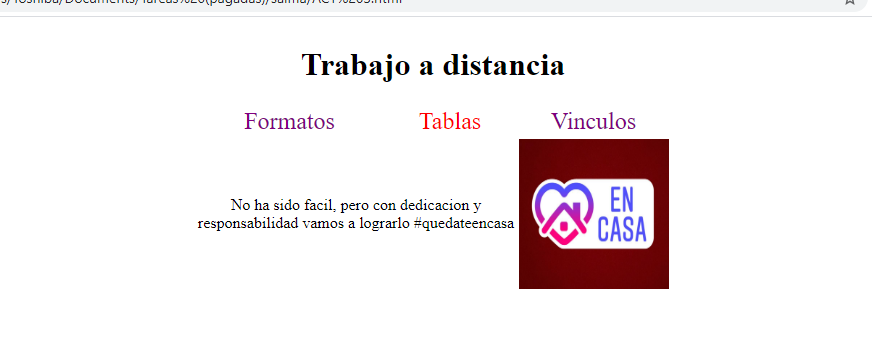 Trabajo a distancia
Formatos Tablas Vinculos
No ha sido facil, pero con dedicacion y
responsabilidad vamos a lograrlo #quedateencasa
EN
CASA